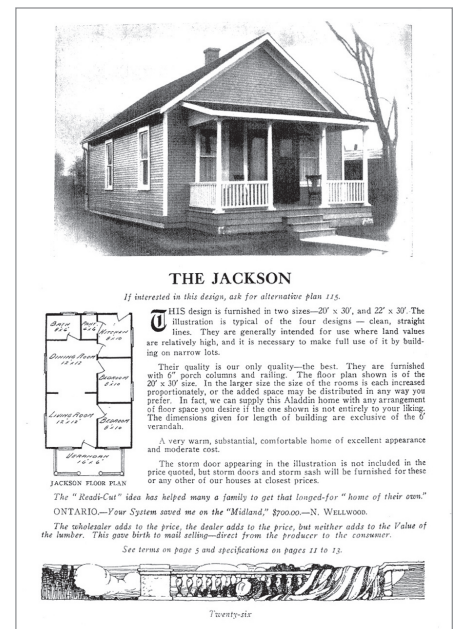 THE JACKSON
If interested in this design, ask for alternative plan 115.
THIS design is furnished in two sizes—20' x 30', and 22' x 30'. The
illustration is typical of the four designs — clean, straight
lines. They are generally intended for use where land values
are relatively high, and it is necessary to make full use of it by build-
ing on narrow lots.
Their quality is our only quality—the best. They are furnished
with 6" porch columns and railing. The floor plan shown is of the
20' x 30' size. In the larger size the size of the rooms is each increased
proportionately, or the added space may be distributed in any way you
prefer. In fact, we can supply this Aladdin home with any arrangement
of floor space you desire if the one shown is not entirely to your liking.
The dimensions given for length of building are exclusive of the 6'
verandah.
A very warm, substantial, comfortable home of excellent appearance
and moderate cost.
The storm door appearing in the illustration is not included in the
price quoted, but storm doors and storm sash will be furnished for these
or any other of our houses at closest prices.
BATH
KITCHEN
DINING ROOM
BEDROOM
LIVING ROOM
BEDROOM
VERANDAH
16' x 6'
JACKSON FLOOR PLAN
The "Readi-Cut" idea has helped many a family to get that longed-for "home of their own."
ONTARIO.—Your System saved me on the "Midland," $700.00.—N. WELLWOOD.
The wholesaler adds to the price, the dealer adds to the price, but neither adds to the Value of
the lumber. This gave birth to mail selling—direct from the producer to the consumer.
See terms on page 5 and specifications on pages 11 to 13.
Twenty-six